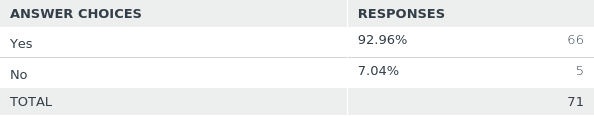 ANSWER CHOICES RESPONSES
Yes 92.96% 66
No 7.04% 5
TOTAL 71